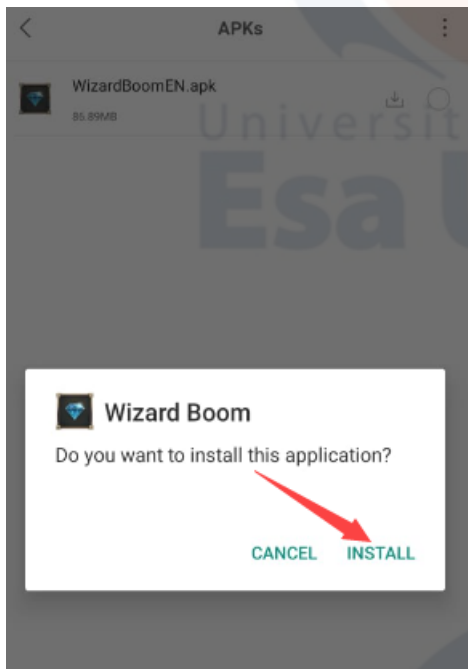 APKs
WizardBoomEN.apk
86.89MB
Universit
Esa U
Wizard Boom
Do you want to install this application?
CANCEL INSTALL